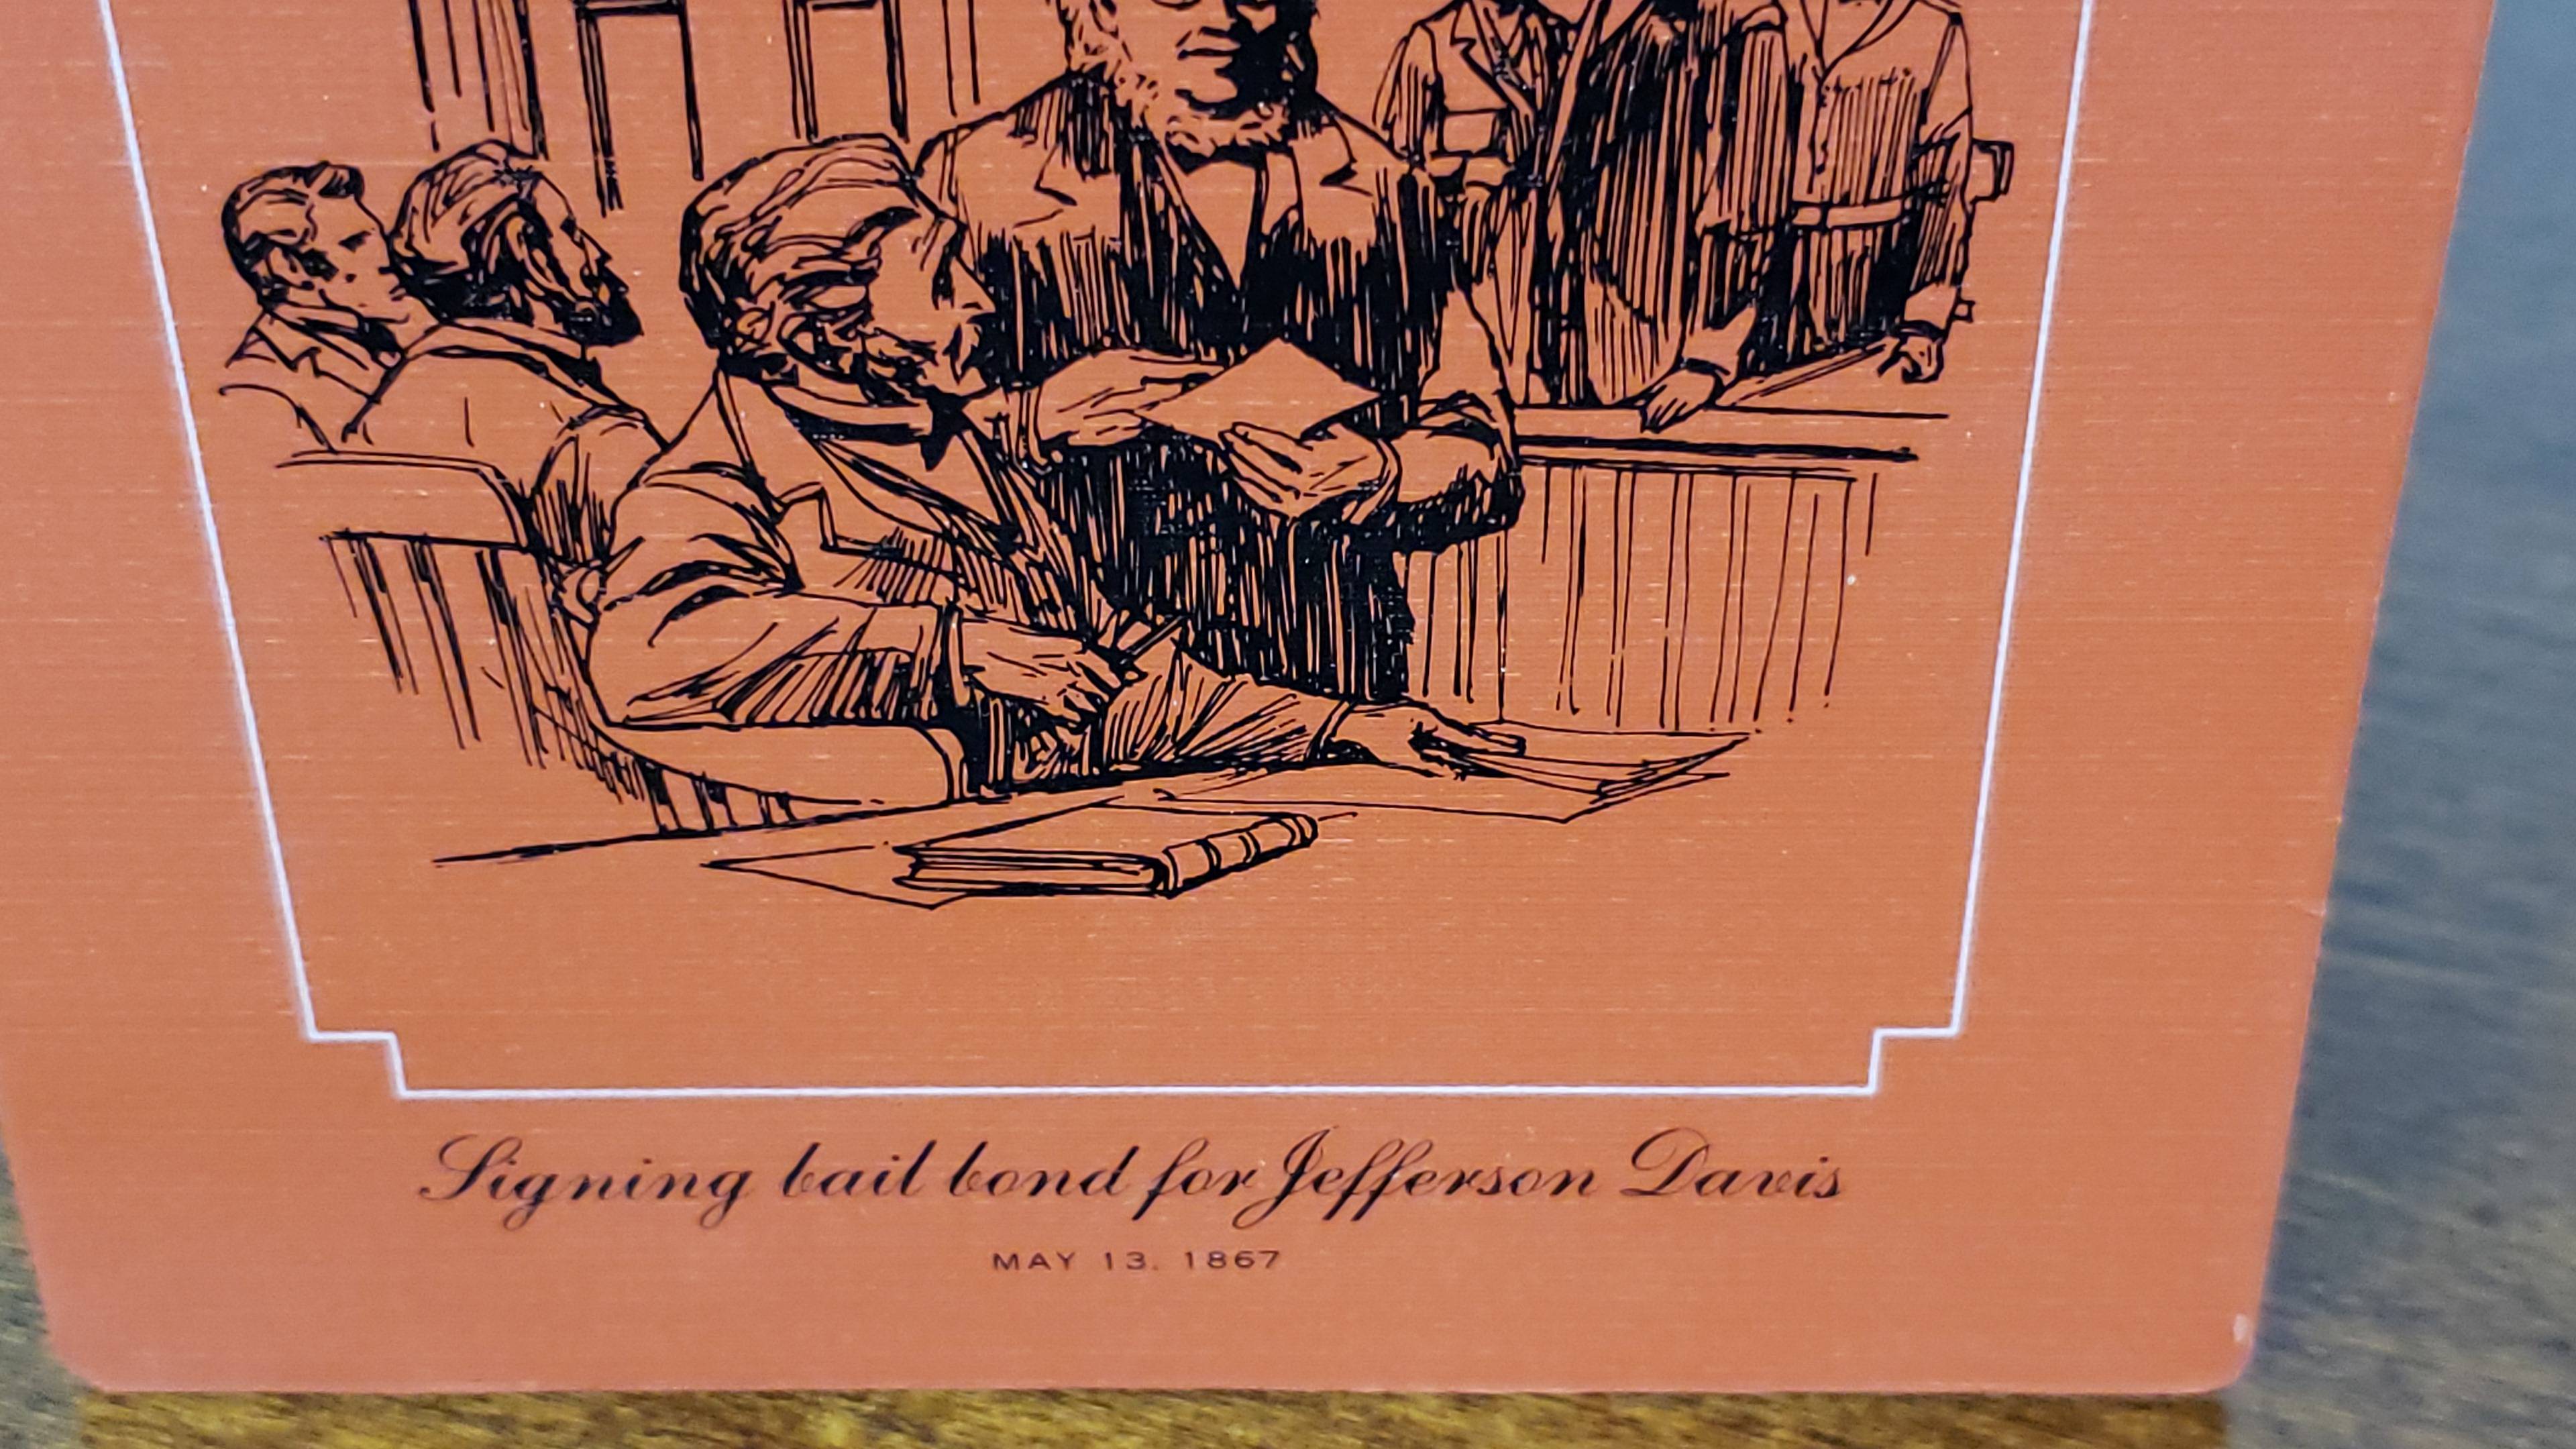 Signing bail bond for Jefferson Davis
MAY 13, 1867